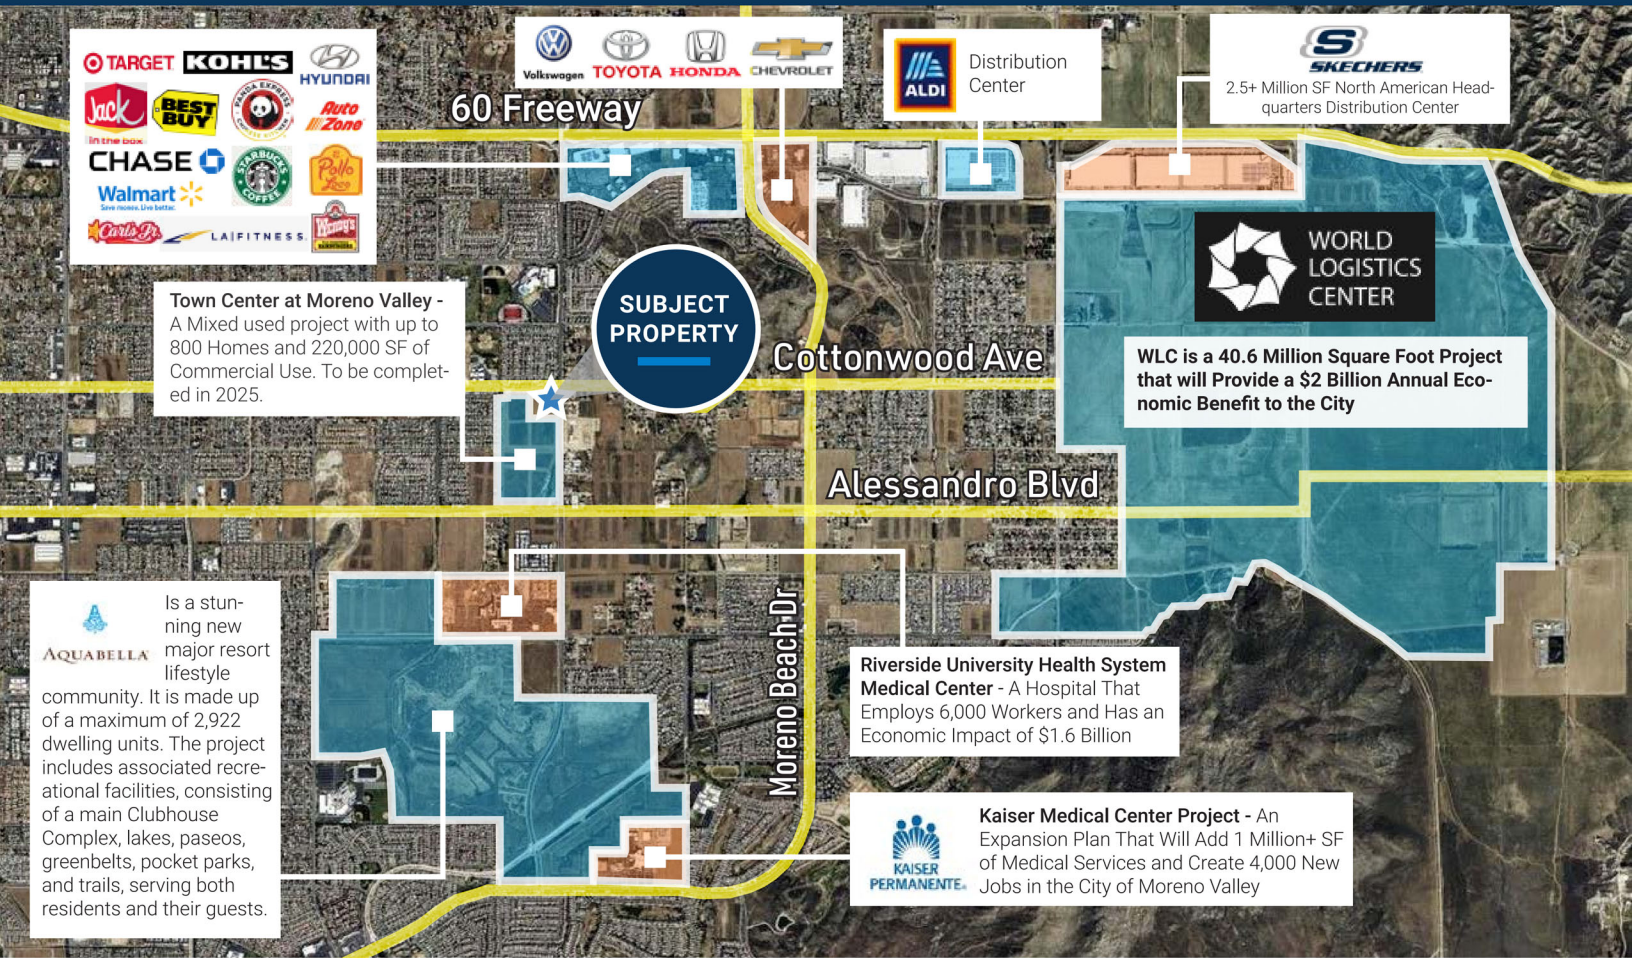 TARGET
KOHL'S
HYUNDAI
Jack
in the box
BEST
BUY
PANDA EXPRESS
CHINESE KITCHEN
Auto
Zone
CHASE
STARBUCKS
COFFEE
Pollo
Loco
Walmart
Save money. Live better.
Carl's Jr.
LA|FITNESS.
Wendy's
Volkswagen
TOYOTA
HONDA
CHEVROLET
ALDI
Distribution
Center
S
SKECHERS
2.5+ Million SF North American Head-
quarters Distribution Center
60 Freeway
WORLD
LOGISTICS
CENTER
WLC is a 40.6 Million Square Foot Project
that will Provide a $2 Billion Annual Eco-
nomic Benefit to the City
Town Center at Moreno Valley -
A Mixed used project with up to
800 Homes and 220,000 SF of
Commercial Use. To be complet-
ed in 2025.
SUBJECT
PROPERTY
Cottonwood Ave
Alessandro Blvd
Moreno Beach Dr
AQUABELLA
Is a stun-
ning new
major resort
lifestyle
community. It is made up
of a maximum of 2,922
dwelling units. The project
includes associated recre-
ational facilities, consisting
of a main Clubhouse
Complex, lakes, paseos,
greenbelts, pocket parks,
and trails, serving both
residents and their guests.
Riverside University Health System
Medical Center - A Hospital That
Employs 6,000 Workers and Has an
Economic Impact of $1.6 Billion
KAISER
PERMANENTE.
Kaiser Medical Center Project - An
Expansion Plan That Will Add 1 Million+ SF
of Medical Services and Create 4,000 New
Jobs in the City of Moreno Valley